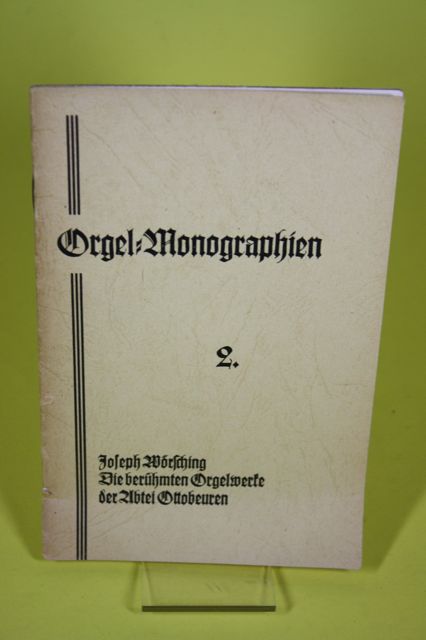 Orgel=Monographien
2.
Joseph Wörsching
Die berühmten Orgelwerke
der Abtei Ottobeuren